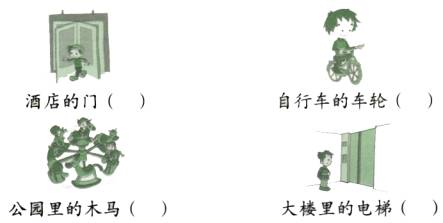 酒店的门（　）
自行车的车轮（　）
公园里的木马（　）
大楼里的电梯（　）